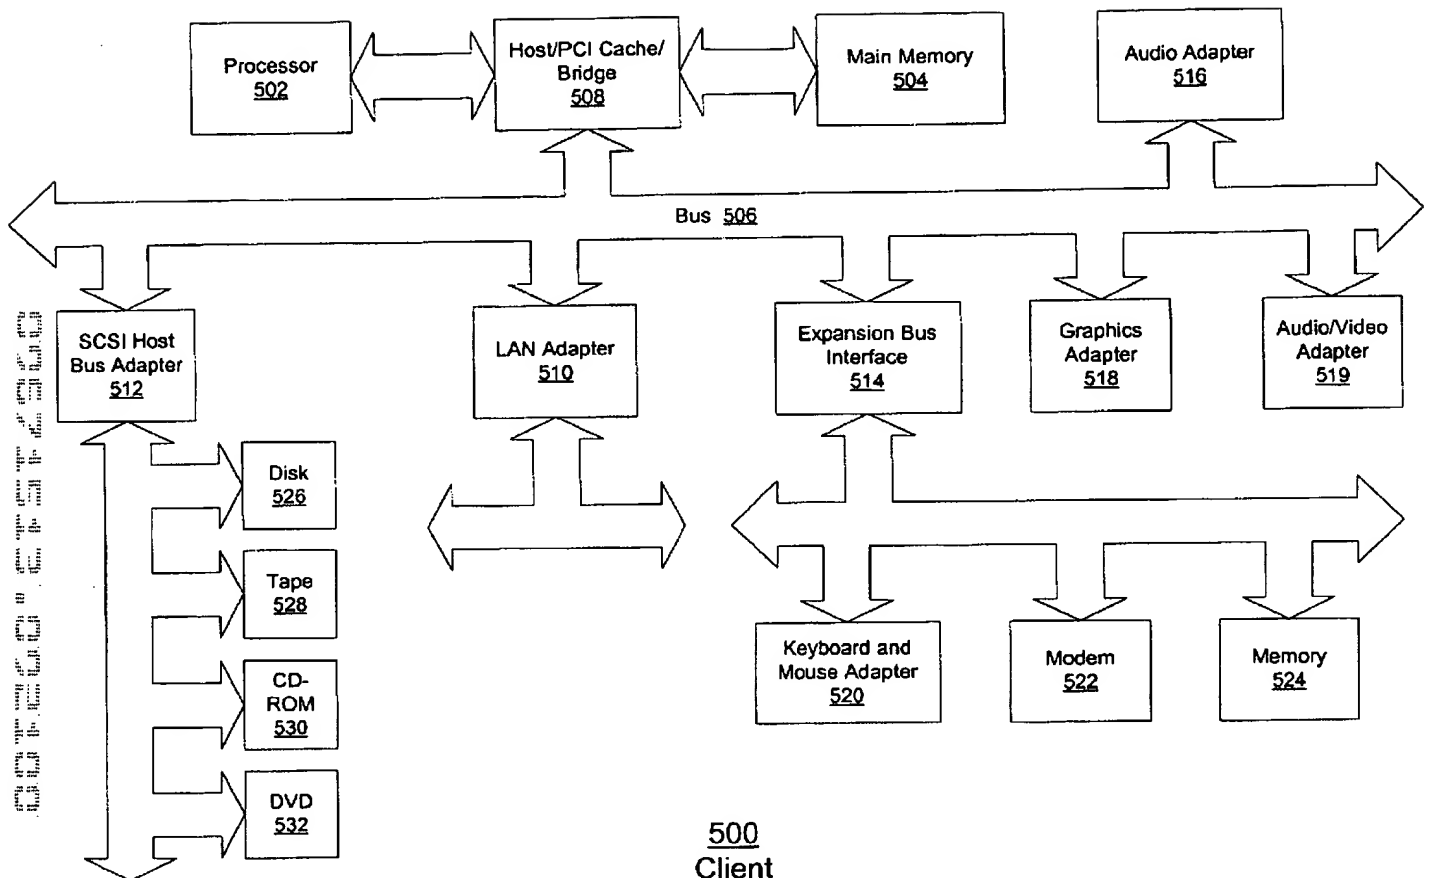 Processor
502
Host/PCI Cache/
Bridge
508
Main Memory
504
Audio Adapter
516
Bus 506
SCSI Host
Bus Adapter
512
LAN Adapter
510
Expansion Bus
Interface
514
Graphics
Adapter
518
Audio/Video
Adapter
519
Disk
526
Tape
528
CD-
ROM
530
DVD
532
Keyboard and
Mouse Adapter
520
Modem
522
Memory
524
500
Client